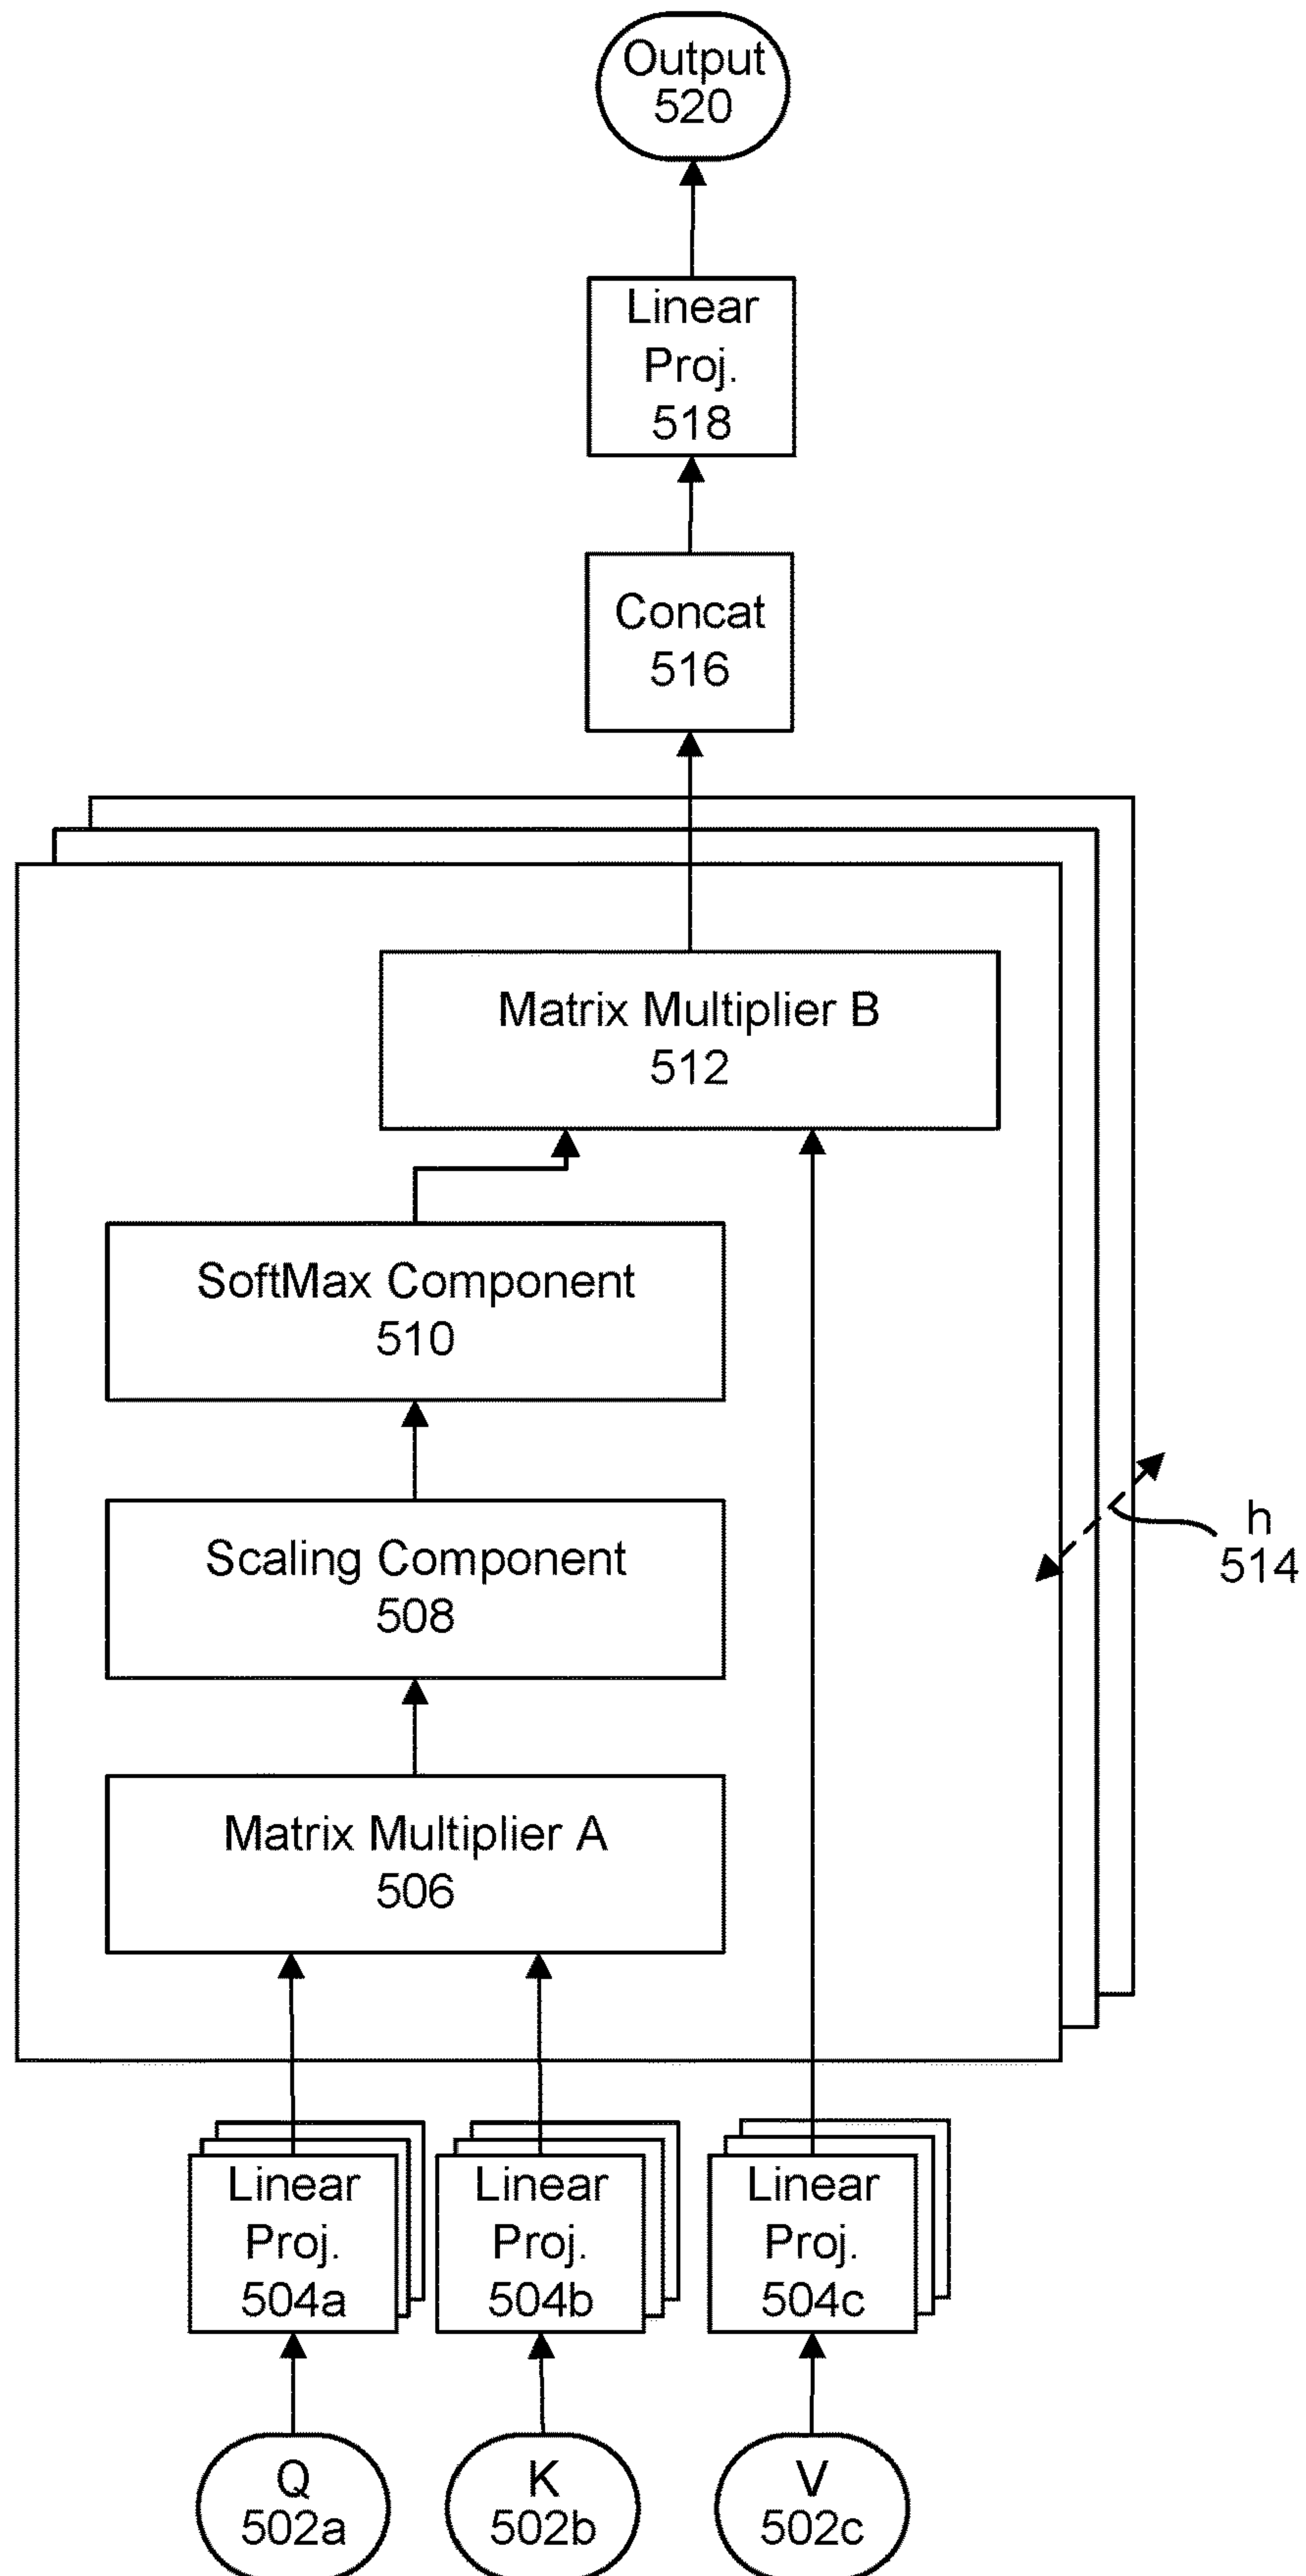 Output
520
Linear
Proj.
518
Concat
516
Matrix Multiplier B
512
SoftMax Component
510
Scaling Component
508
h
514
Matrix Multiplier A
506
Linear
Proj.
504a
Linear
Proj.
504b
Linear
Proj.
504c
Q
502a
K
502b
V
502c